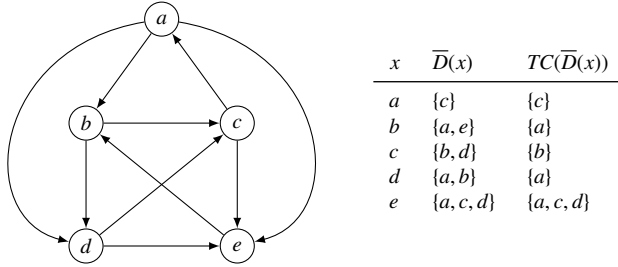 a
b
c
d
e
x D̅(x) TC(D̅(x))
a {c} {c}
b {a, e} {a}
c {b, d} {b}
d {a, b} {a}
e {a, c, d} {a, c, d}